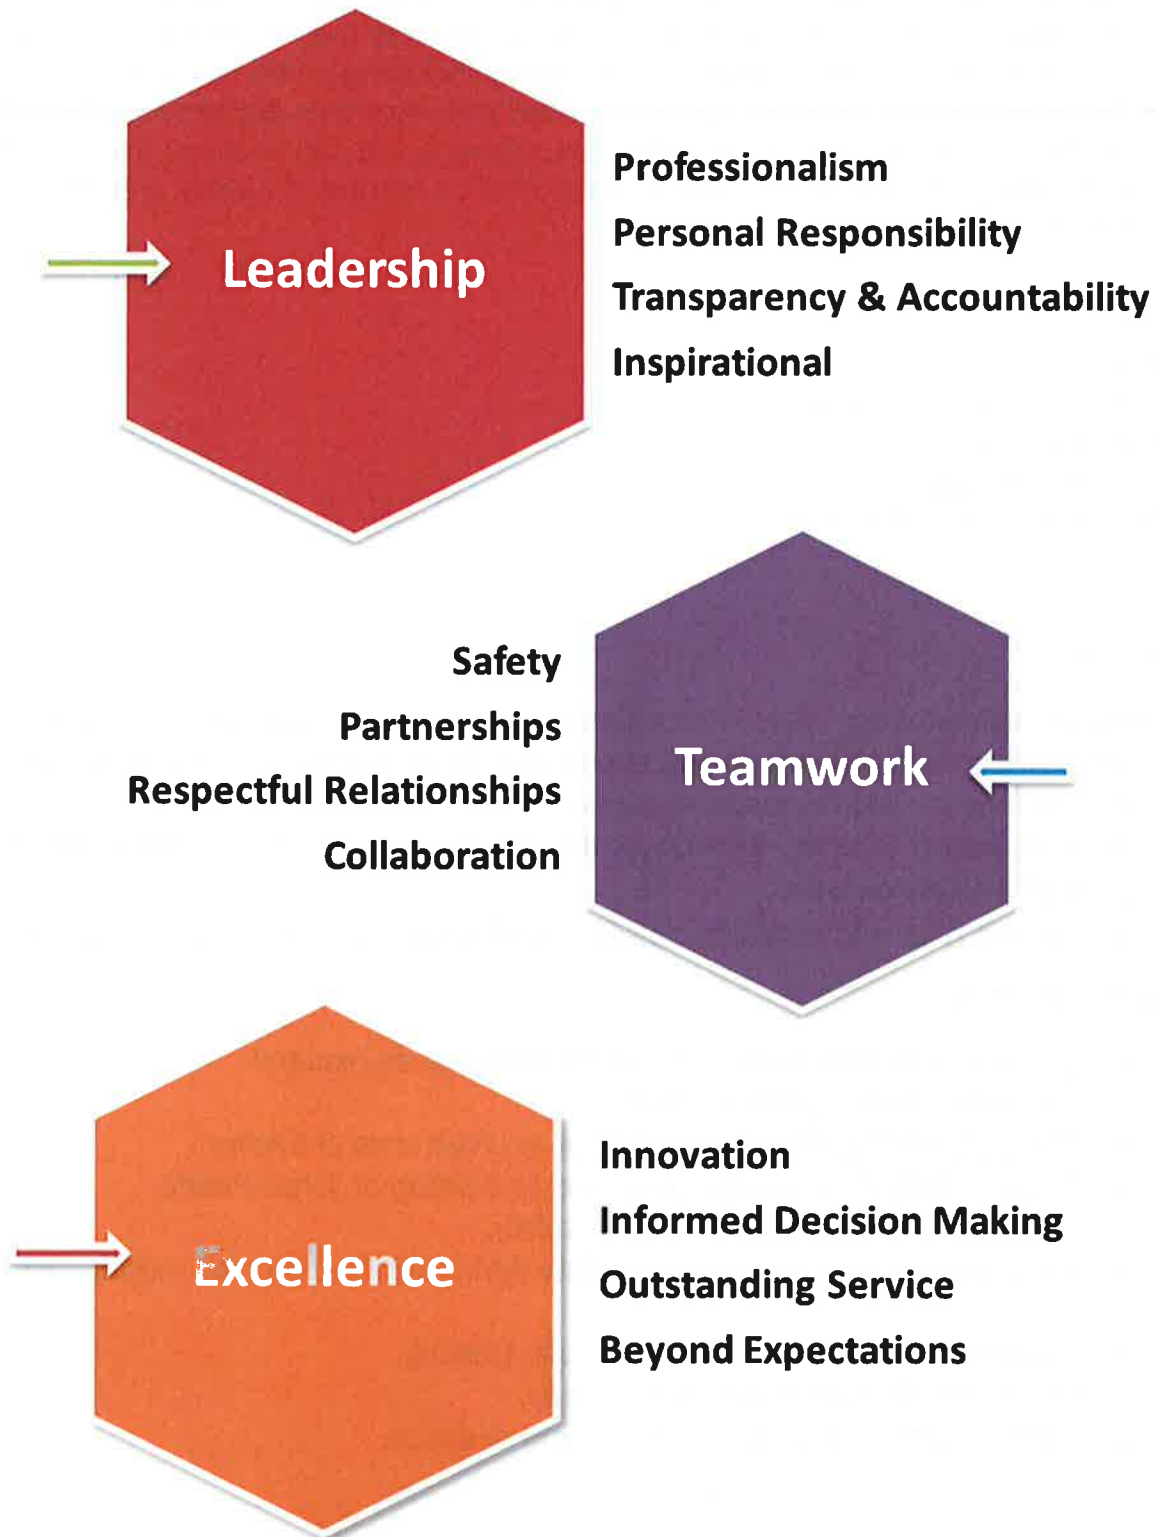 Leadership
Professionalism
Personal Responsibility
Transparency & Accountability
Inspirational
Safety
Partnerships
Respectful Relationships
Collaboration
Teamwork
Excellence
Innovation
Informed Decision Making
Outstanding Service
Beyond Expectations